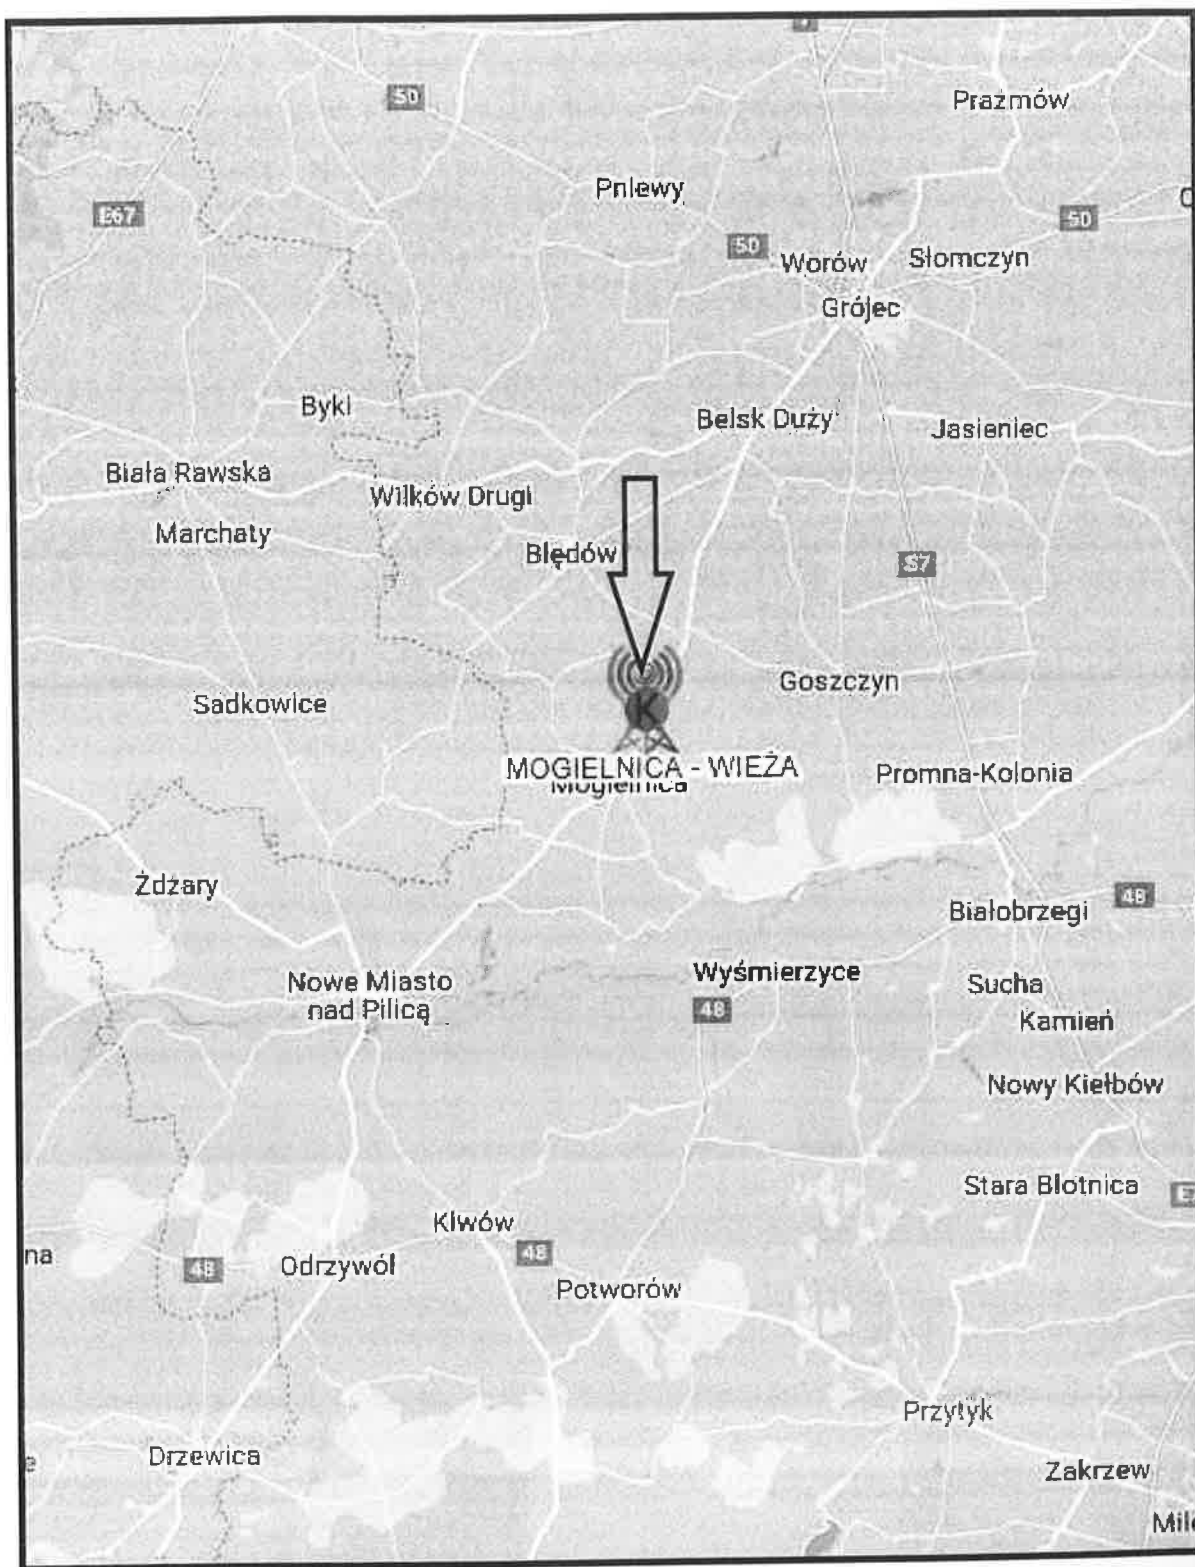 50
Prażmów
Pniewy
E67
50
50
Worów
Słomczyn
Grójec
Byki
Belsk Duży
Jasieniec
Biała Rawska
Wilków Drugi
Marchaty
Błędów
S7
Sadkowice
Goszczyn
K
MOGIELNICA - WIEŻA
Mogielnica
Promna-Kolonia
Żdżary
48
Białobrzegi
Wyśmierzyce
Nowe Miasto
nad Pilicą
Sucha
48
Kamień
Nowy Kiełbów
Stara Błotnica
Klwów
na
48
48
Odrzywół
Potworów
Przytyk
Drzewica
e
Zakrzew